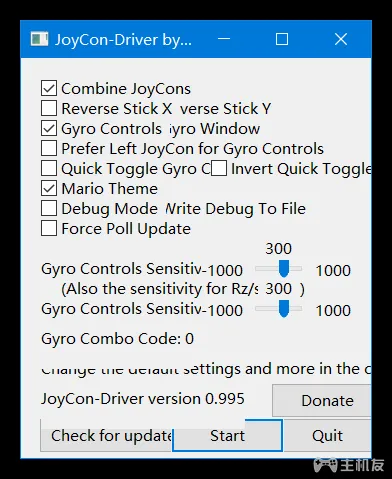 JoyCon-Driver by...
Combine JoyCons
Reverse Stick X verse Stick Y
Gyro Controls Gyro Window
Prefer Left JoyCon for Gyro Controls
Quick Toggle Gyro C Invert Quick Toggle
Mario Theme
Debug Mode Write Debug To File
Force Poll Update
300
Gyro Controls Sensitiv -1000 1000
(Also the sensitivity for Rz/s 300 )
Gyro Controls Sensitiv -1000 1000
Gyro Combo Code: 0
Change the default settings and more in the c
JoyCon-Driver version 0.995 Donate
Check for update Start Quit
主机友